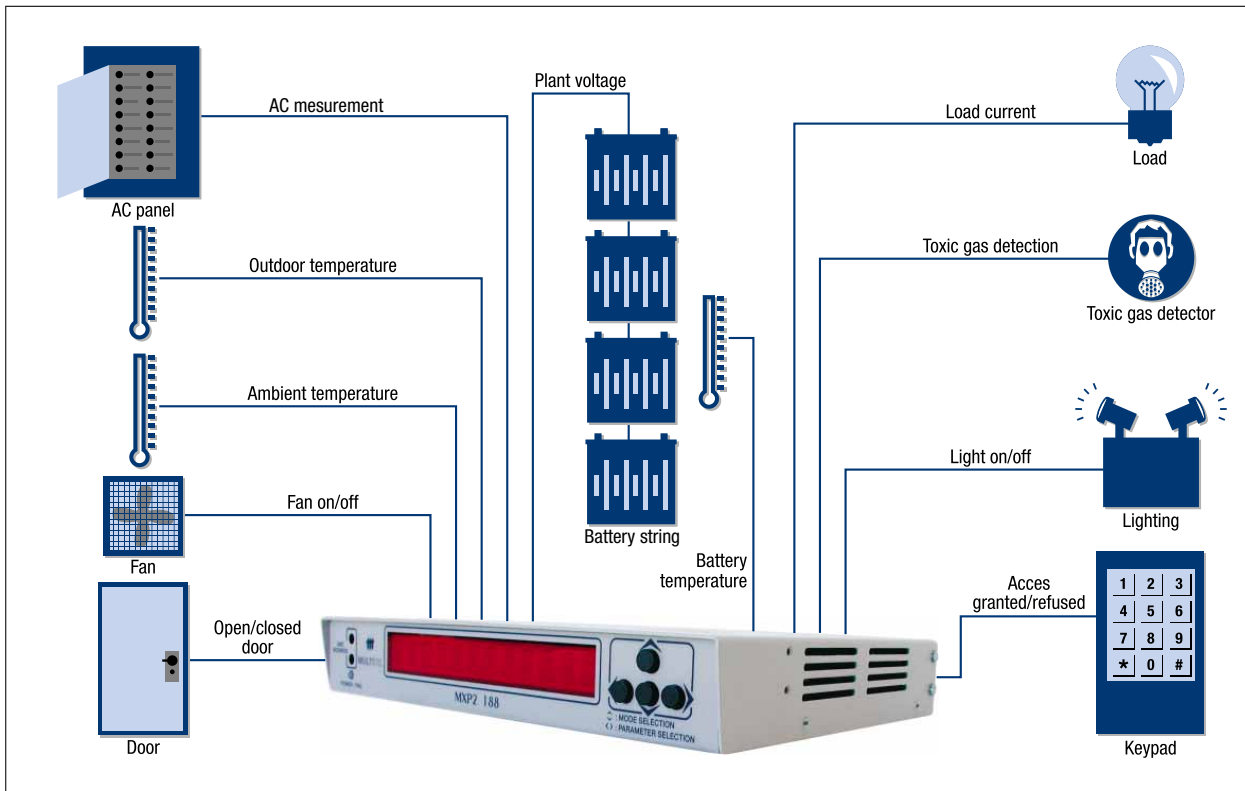 AC mesurement
AC panel
Outdoor temperature
Ambient temperature
Fan on/off
Fan
Open/closed
door
Door
Plant voltage
Battery string
Battery
temperature
Load current
Load
Toxic gas detection
Toxic gas detector
Light on/off
Lighting
Acces
granted/refused
1 2 3
4 5 6
7 8 9
* 0 #
Keypad
MXP2 188
: MODE SELECTION
: PARAMETER SELECTION